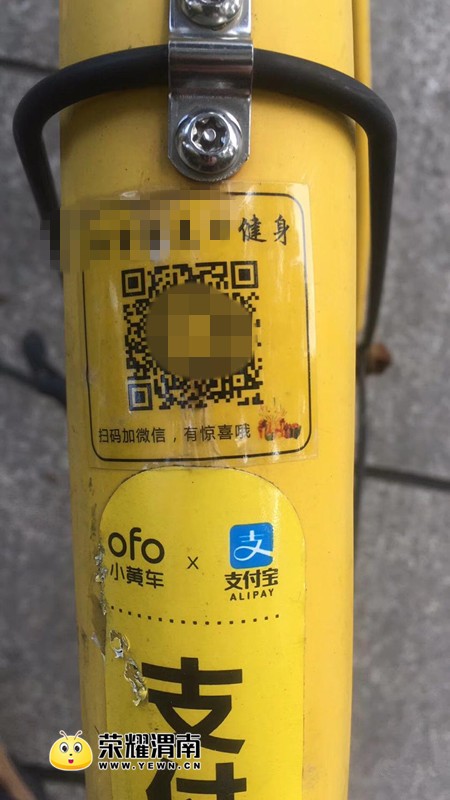 健身
扫码加微信，有惊喜哦
ofo
小黄车
x
支
支付宝
ALIPAY
支付
荣耀渭南
WWW.YEWN.CN